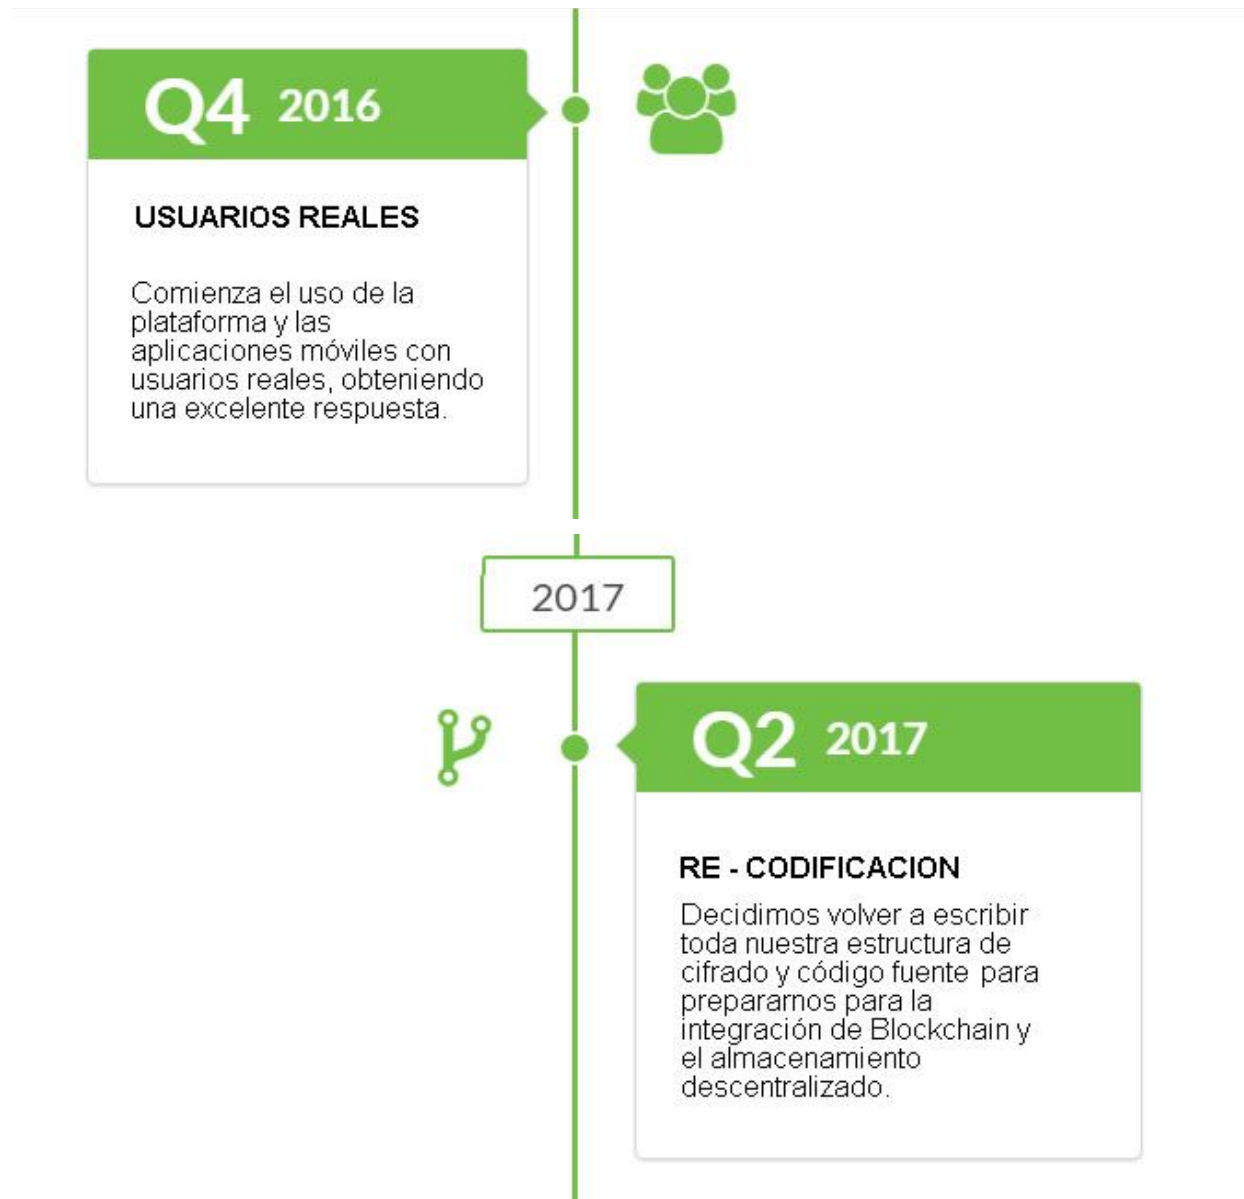 Q4 2016
USUARIOS REALES
Comienza el uso de la
plataforma y las
aplicaciones móviles con
usuarios reales, obteniendo
una excelente respuesta.
2017
Q2 2017
RE - CODIFICACION
Decidimos volver a escribir
toda nuestra estructura de
cifrado y código fuente para
prepararnos para la
integración de Blockchain y
el almacenamiento
descentralizado.